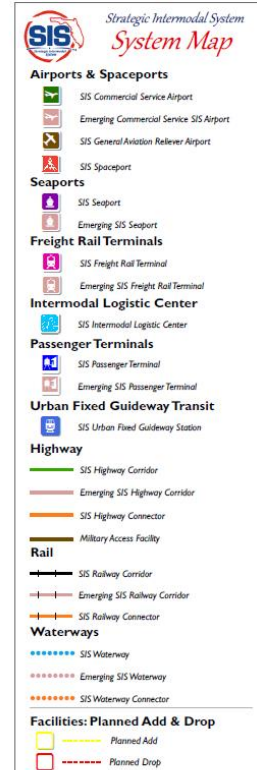 SIS
Strategic Intermodal System
System Map
Airports & Spaceports
SIS Commercial Service Airport
Emerging Commercial Service SIS Airport
SIS General Aviation Reliever Airport
SIS Spaceport
Seaports
SIS Seaport
Emerging SIS Seaport
Freight Rail Terminals
SIS Freight Rail Terminal
Emerging SIS Freight Rail Terminal
Intermodal Logistic Center
SIS Intermodal Logistic Center
Passenger Terminals
SIS Passenger Terminal
Emerging SIS Passenger Terminal
Urban Fixed Guideway Transit
SIS Urban Fixed Guideway Station
Highway
SIS Highway Corridor
Emerging SIS Highway Corridor
SIS Highway Connector
Military Access Facility
Rail
SIS Railway Corridor
Emerging SIS Railway Corridor
SIS Railway Connector
Waterways
SIS Waterway
Emerging SIS Waterway
SIS Waterway Connector
Facilities: Planned Add & Drop
Planned Add
Planned Drop